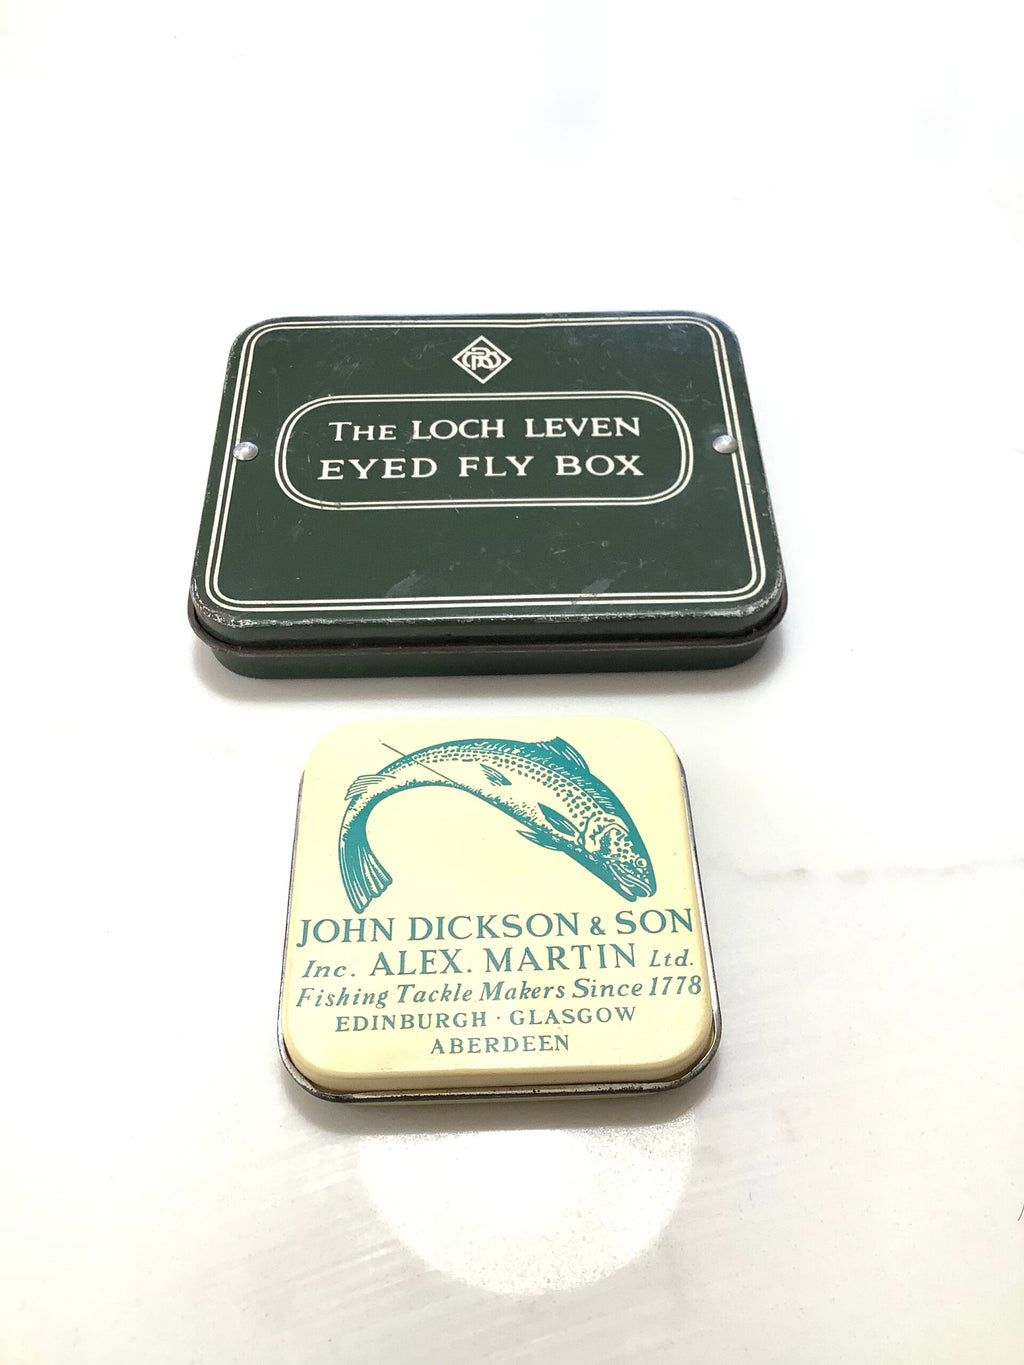 THE LOCH LEVEN
EYED FLY BOX
JOHN DICKSON & SON
Inc. ALEX. MARTIN Ltd.
Fishing Tackle Makers Since 1778
EDINBURGH · GLASGOW
ABERDEEN